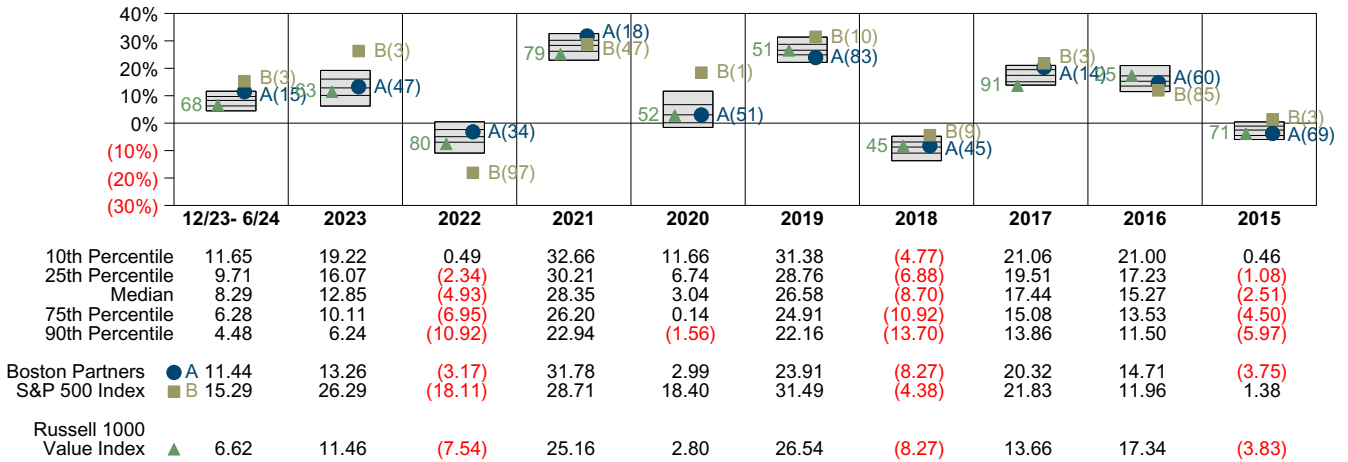 40%
30%
20%
10%
0%
(10%)
(20%)
(30%)
68 B(3) A(15)
63 B(3) A(47)
80 A(34) B(97)
79 A(18) B(47)
52 B(1) A(51)
51 B(10) A(83)
45 B(9) A(45)
91 B(3) A(14)
25 A(60) B(85)
71 B(3) A(69)
12/23- 6/24 2023 2022 2021 2020 2019 2018 2017 2016 2015
10th Percentile 11.65 19.22 0.49 32.66 11.66 31.38 (4.77) 21.06 21.00 0.46
25th Percentile 9.71 16.07 (2.34) 30.21 6.74 28.76 (6.88) 19.51 17.23 (1.08)
Median 8.29 12.85 (4.93) 28.35 3.04 26.58 (8.70) 17.44 15.27 (2.51)
75th Percentile 6.28 10.11 (6.95) 26.20 0.14 24.91 (10.92) 15.08 13.53 (4.50)
90th Percentile 4.48 6.24 (10.92) 22.94 (1.56) 22.16 (13.70) 13.86 11.50 (5.97)
Boston Partners A 11.44 13.26 (3.17) 31.78 2.99 23.91 (8.27) 20.32 14.71 (3.75)
S&P 500 Index B 15.29 26.29 (18.11) 28.71 18.40 31.49 (4.38) 21.83 11.96 1.38
Russell 1000
Value Index 6.62 11.46 (7.54) 25.16 2.80 26.54 (8.27) 13.66 17.34 (3.83)